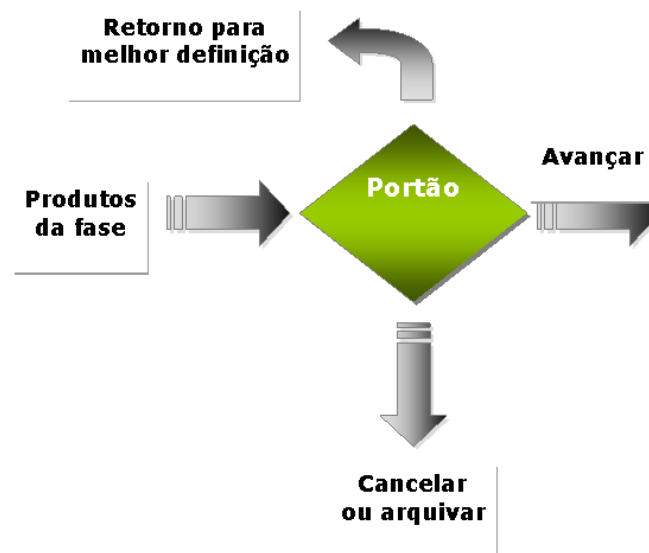 Retorno para
melhor definição
Avançar
Portão
Produtos
da fase
Cancelar
ou arquivar